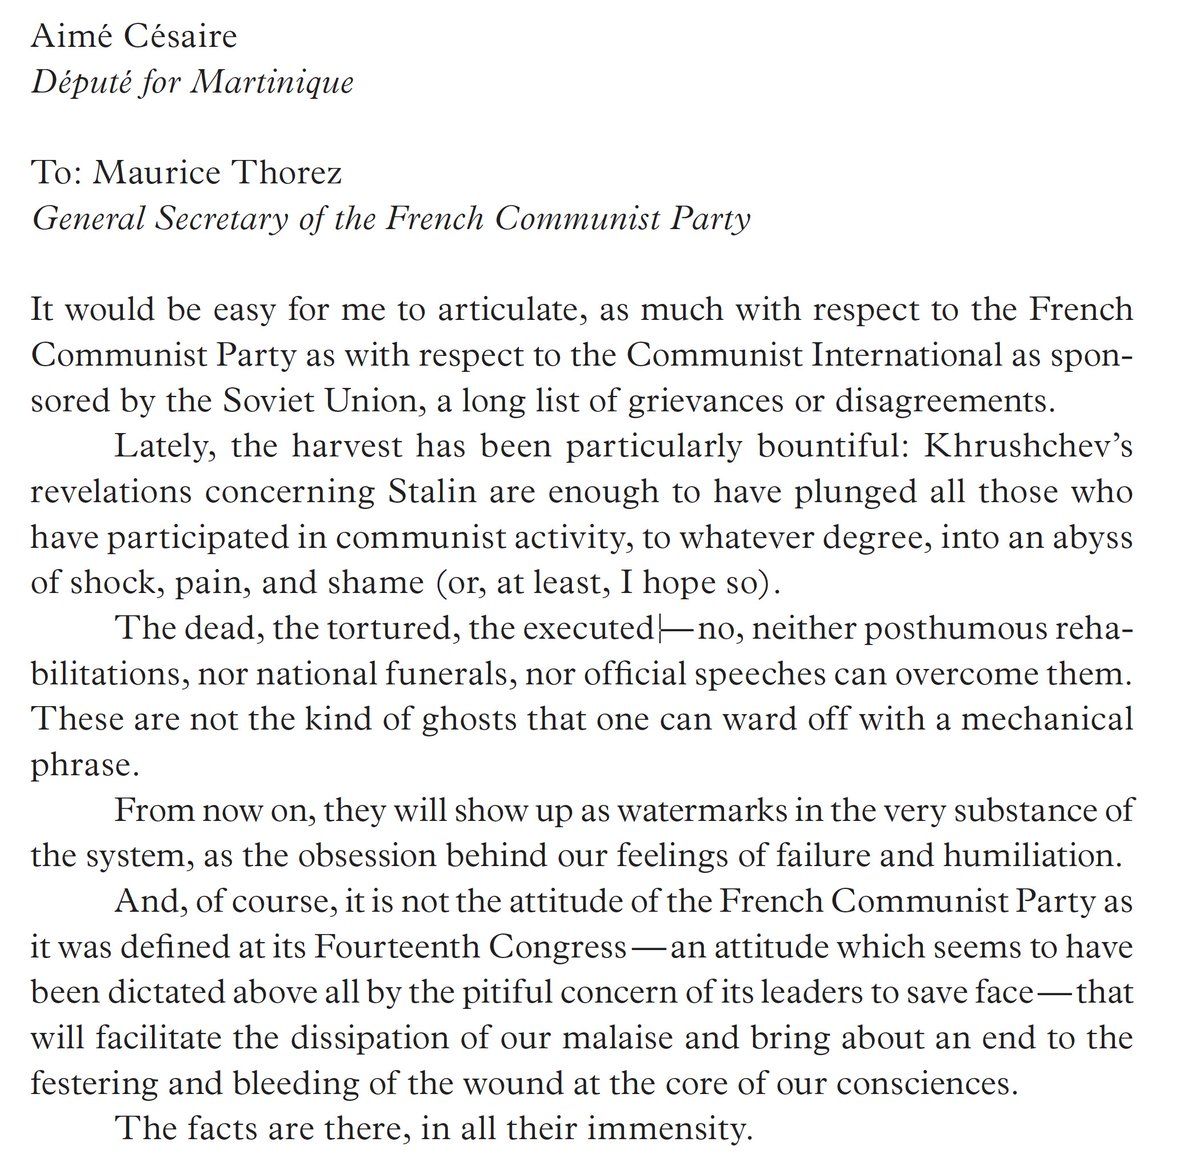 Aimé Césaire
Député for Martinique
To: Maurice Thorez
General Secretary of the French Communist Party
It would be easy for me to articulate, as much with respect to the French
Communist Party as with respect to the Communist International as spon-
sored by the Soviet Union, a long list of grievances or disagreements.
Lately, the harvest has been particularly bountiful: Khrushchev’s
revelations concerning Stalin are enough to have plunged all those who
have participated in communist activity, to whatever degree, into an abyss
of shock, pain, and shame (or, at least, I hope so).
The dead, the tortured, the executed—no, neither posthumous reha-
bilitations, nor national funerals, nor official speeches can overcome them.
These are not the kind of ghosts that one can ward off with a mechanical
phrase.
From now on, they will show up as watermarks in the very substance of
the system, as the obsession behind our feelings of failure and humiliation.
And, of course, it is not the attitude of the French Communist Party as
it was defined at its Fourteenth Congress—an attitude which seems to have
been dictated above all by the pitiful concern of its leaders to save face—that
will facilitate the dissipation of our malaise and bring about an end to the
festering and bleeding of the wound at the core of our consciences.
The facts are there, in all their immensity.